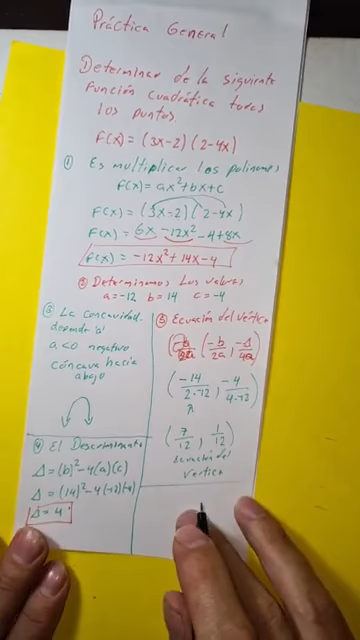 Práctica General
① Determinar de la siguiente
función cuadrática todos
los puntos
F(x) = (3x-2)(2-4x)
① Es multiplicar los polinomios
F(x) = ax²+bx+c
F(x) = (3x-2)(2-4x)
F(x) = 6x -12x² -4+8x
F(x) = -12x²+14x-4
② Determinamos los valores
a=-12 b=14 c=-4
③ La concavidad.
depende "a"
a<0 negativo
cóncava hacia
abajo
④ El Discriminante
Δ = (b)²-4(a)(c)
Δ = (14)²-4(-12)(-4)
Δ = 4
⑤ Ecuación del vértice
(-b/2a, -Δ/4a)
(-14/2·-12, -4/4·-12)
(7/12, 1/12)
Ecuación del
vértice